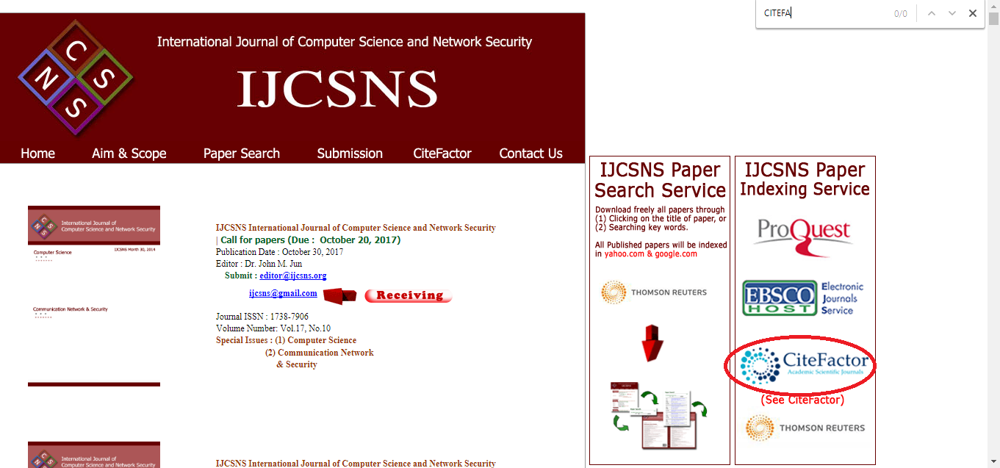 CITEFA
0/0
International Journal of Computer Science and Network Security
C
N
S
S
IJCSNS
Home
Aim & Scope
Paper Search
Submission
CiteFactor
Contact Us
International Journal of
Computer Science and Network Security
Computer Science
IJCSNS Month 30, 2014
Communication Network & Security
IJCSNS International Journal of Computer Science and Network Security
| Call for papers (Due : October 20, 2017)
Publication Date : October 30, 2017
Editor : Dr. John M. Jun
Submit : editor@ijcsns.org
ijcsns@gmail.com
Receiving
Journal ISSN : 1738-7906
Volume Number: Vol.17, No.10
Special Issues : (1) Computer Science
(2) Communication Network
& Security
IJCSNS Paper
Search Service
Download freely all papers through
(1) Clicking on the title of paper, or
(2) Searching key words.
All Published papers will be indexed
in yahoo.com & google.com
THOMSON REUTERS
IJCSNS Paper
Indexing Service
ProQuest
EBSCO
HOST
Electronic
Journals
Service
CiteFactor
Academic Scientific Journals
(See CiteFactor)
THOMSON REUTERS
International Journal of
Computer Science and Network Security
IJCSNS International Journal of Computer Science and Network Security